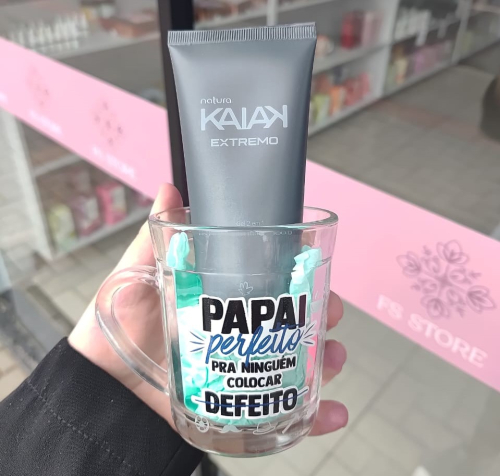 natura
KAIAK
EXTREMO
PAPAI
perfeito
PRA NINGUÉM
COLOCAR
DEFEITO
FS STORE